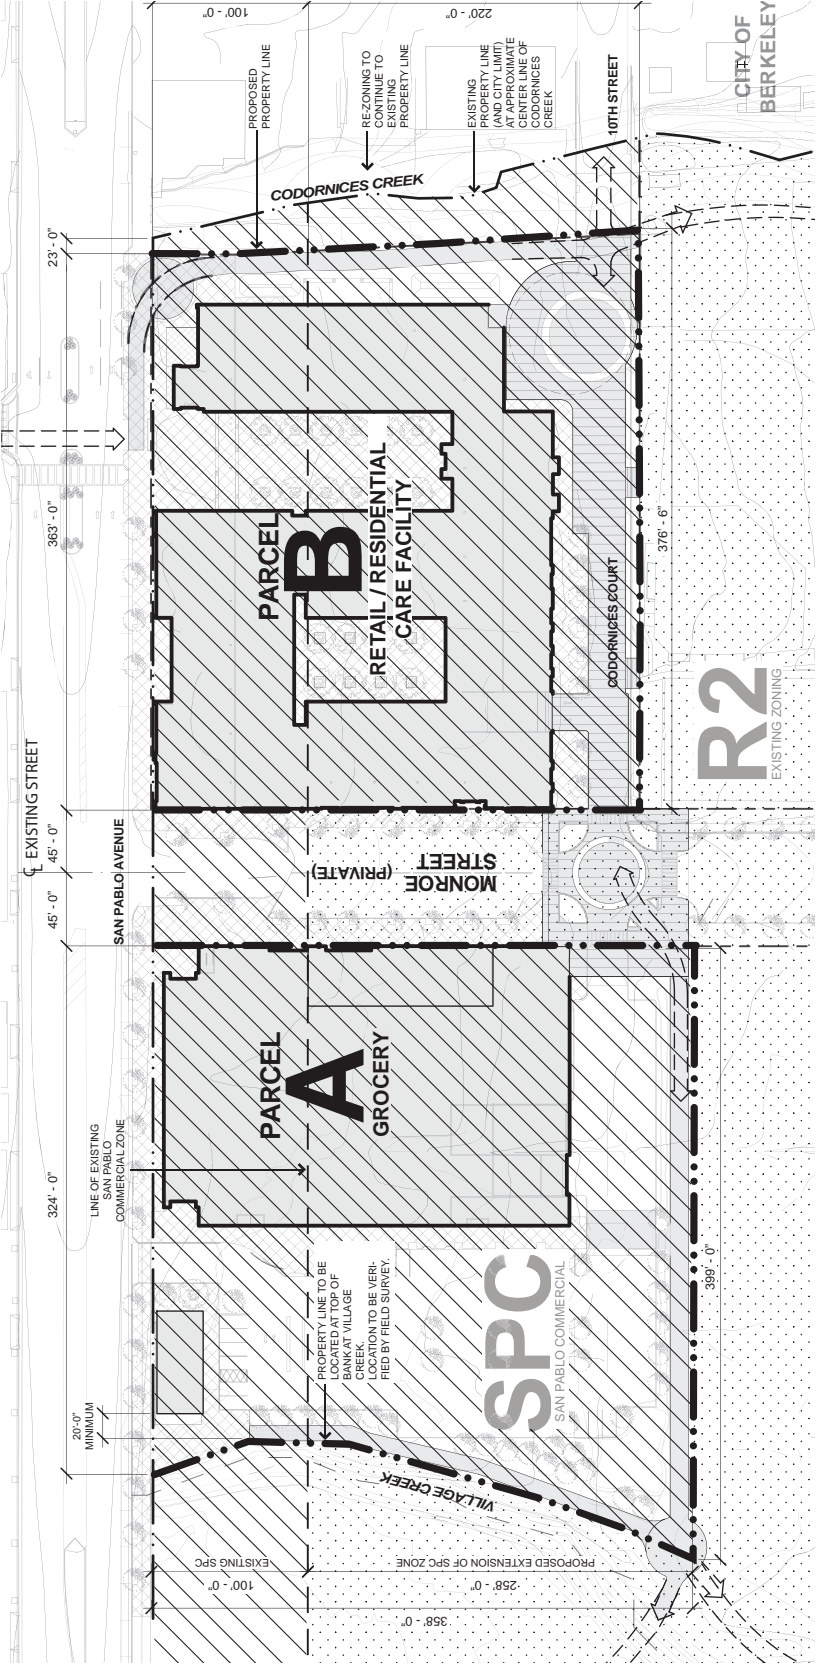 100' - 0"
220' - 0"
CITY OF
BERKELEY
PROPOSED
PROPERTY LINE
RE-ZONING TO
CONTINUE TO
EXISTING
PROPERTY LINE
EXISTING
PROPERTY LINE
(AND CITY LIMIT)
AT APPROXIMATE
CENTER LINE OF
CODORNICES
CREEK
10TH STREET
CODORNICES CREEK
23' - 0"
363' - 0"
PARCEL
B
RETAIL / RESIDENTIAL
CARE FACILITY
376' - 6"
CODORNICES COURT
R2
EXISTING ZONING
℄ EXISTING STREET
45' - 0"
45' - 0"
SAN PABLO AVENUE
MONROE
STREET
(PRIVATE)
PARCEL
A
GROCERY
LINE OF EXISTING
SAN PABLO
COMMERCIAL ZONE
324' - 0"
399' - 0"
PROPERTY LINE TO BE
LOCATED AT TOP OF
BANK AT VILLAGE
CREEK.
LOCATION TO BE VERI-
FIED BY FIELD SURVEY.
SPC
SAN PABLO COMMERCIAL
20'-0"
MINIMUM
VILLAGE CREEK
EXISTING SPC
100' - 0"
PROPOSED EXTENSION OF SPC ZONE
258' - 0"
358' - 0"